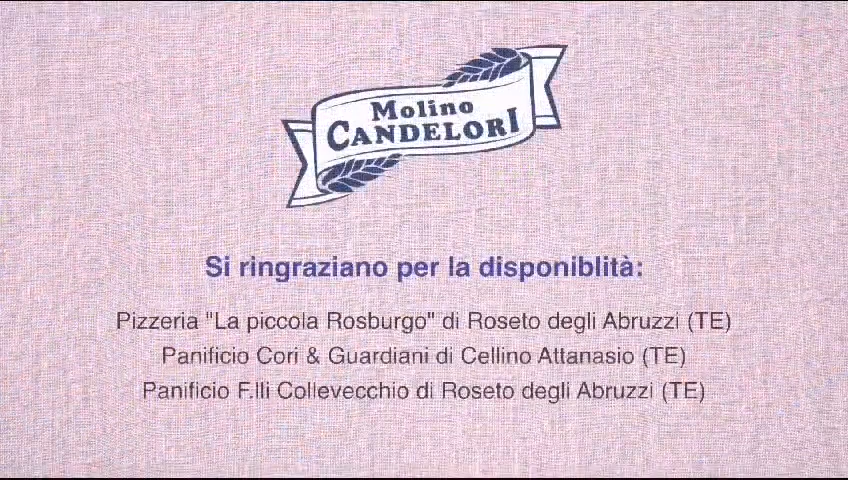 Molino
CANDELORI
Si ringraziano per la disponiblità:
Pizzeria "La piccola Rosburgo" di Roseto degli Abruzzi (TE)
Panificio Cori & Guardiani di Cellino Attanasio (TE)
Panificio F.lli Collevecchio di Roseto degli Abruzzi (TE)